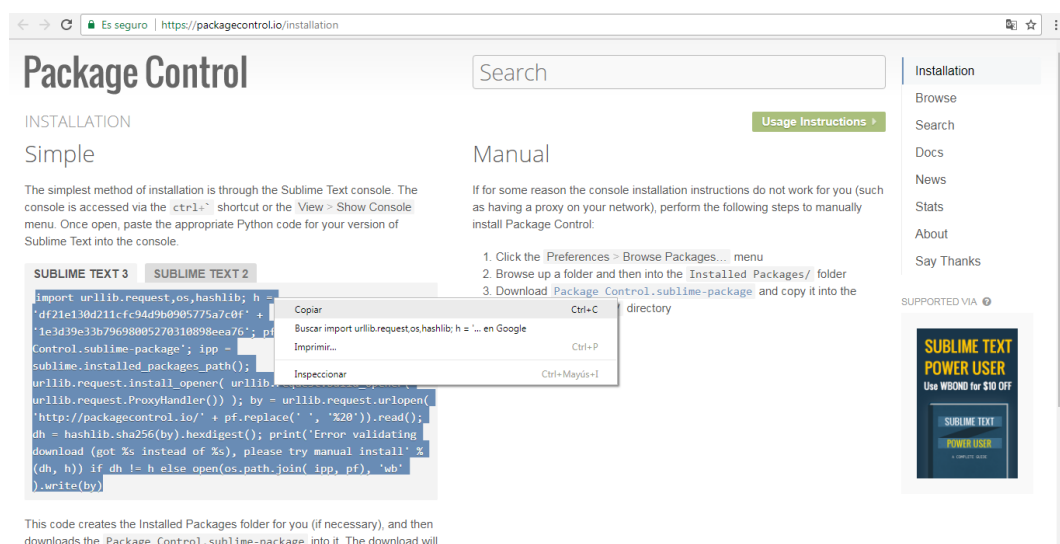 Es seguro | https://packagecontrol.io/installation
Package Control
Search
INSTALLATION
Usage Instructions
Simple
The simplest method of installation is through the Sublime Text console. The
console is accessed via the ctrl+` shortcut or the View > Show Console
menu. Once open, paste the appropriate Python code for your version of
Sublime Text into the console.
SUBLIME TEXT 3 SUBLIME TEXT 2
import urllib.request,os,hashlib; h =
'df21e130d211cfc94d9b0905775a7c0f' +
'1e3d39e33b79698005270310898eea76'; pf
Control.sublime-package'; ipp =
sublime.installed_packages_path();
urllib.request.install_opener(
urllib.request.ProxyHandler()) ); by = urllib.request.urlopen(
'http://packagecontrol.io/' + pf.replace(' ', '%20')).read();
dh = hashlib.sha256(by).hexdigest(); print('Error validating
download (got %s instead of %s), please try manual install' %
(dh, h)) if dh != h else open(os.path.join( ipp, pf), 'wb'
).write(by)
This code creates the Installed Packages folder for you (if necessary), and then
downloads the Package Control.sublime-package into it. The download will
Copiar Ctrl+C
Buscar import urllib.request,os,hashlib; h = '... en Google
Imprimir... Ctrl+P
Inspeccionar Ctrl+Mayús+I
Manual
If for some reason the console installation instructions do not work for you (such
as having a proxy on your network), perform the following steps to manually
install Package Control:
1. Click the Preferences > Browse Packages... menu
2. Browse up a folder and then into the Installed Packages/ folder
3. Download Package Control.sublime-package and copy it into the
directory
Installation
Browse
Search
Docs
News
Stats
About
Say Thanks
SUPPORTED VIA
SUBLIME TEXT
POWER USER
Use WBOND for $10 OFF
SUBLIME TEXT
POWER USER
A COMPLETE GUIDE